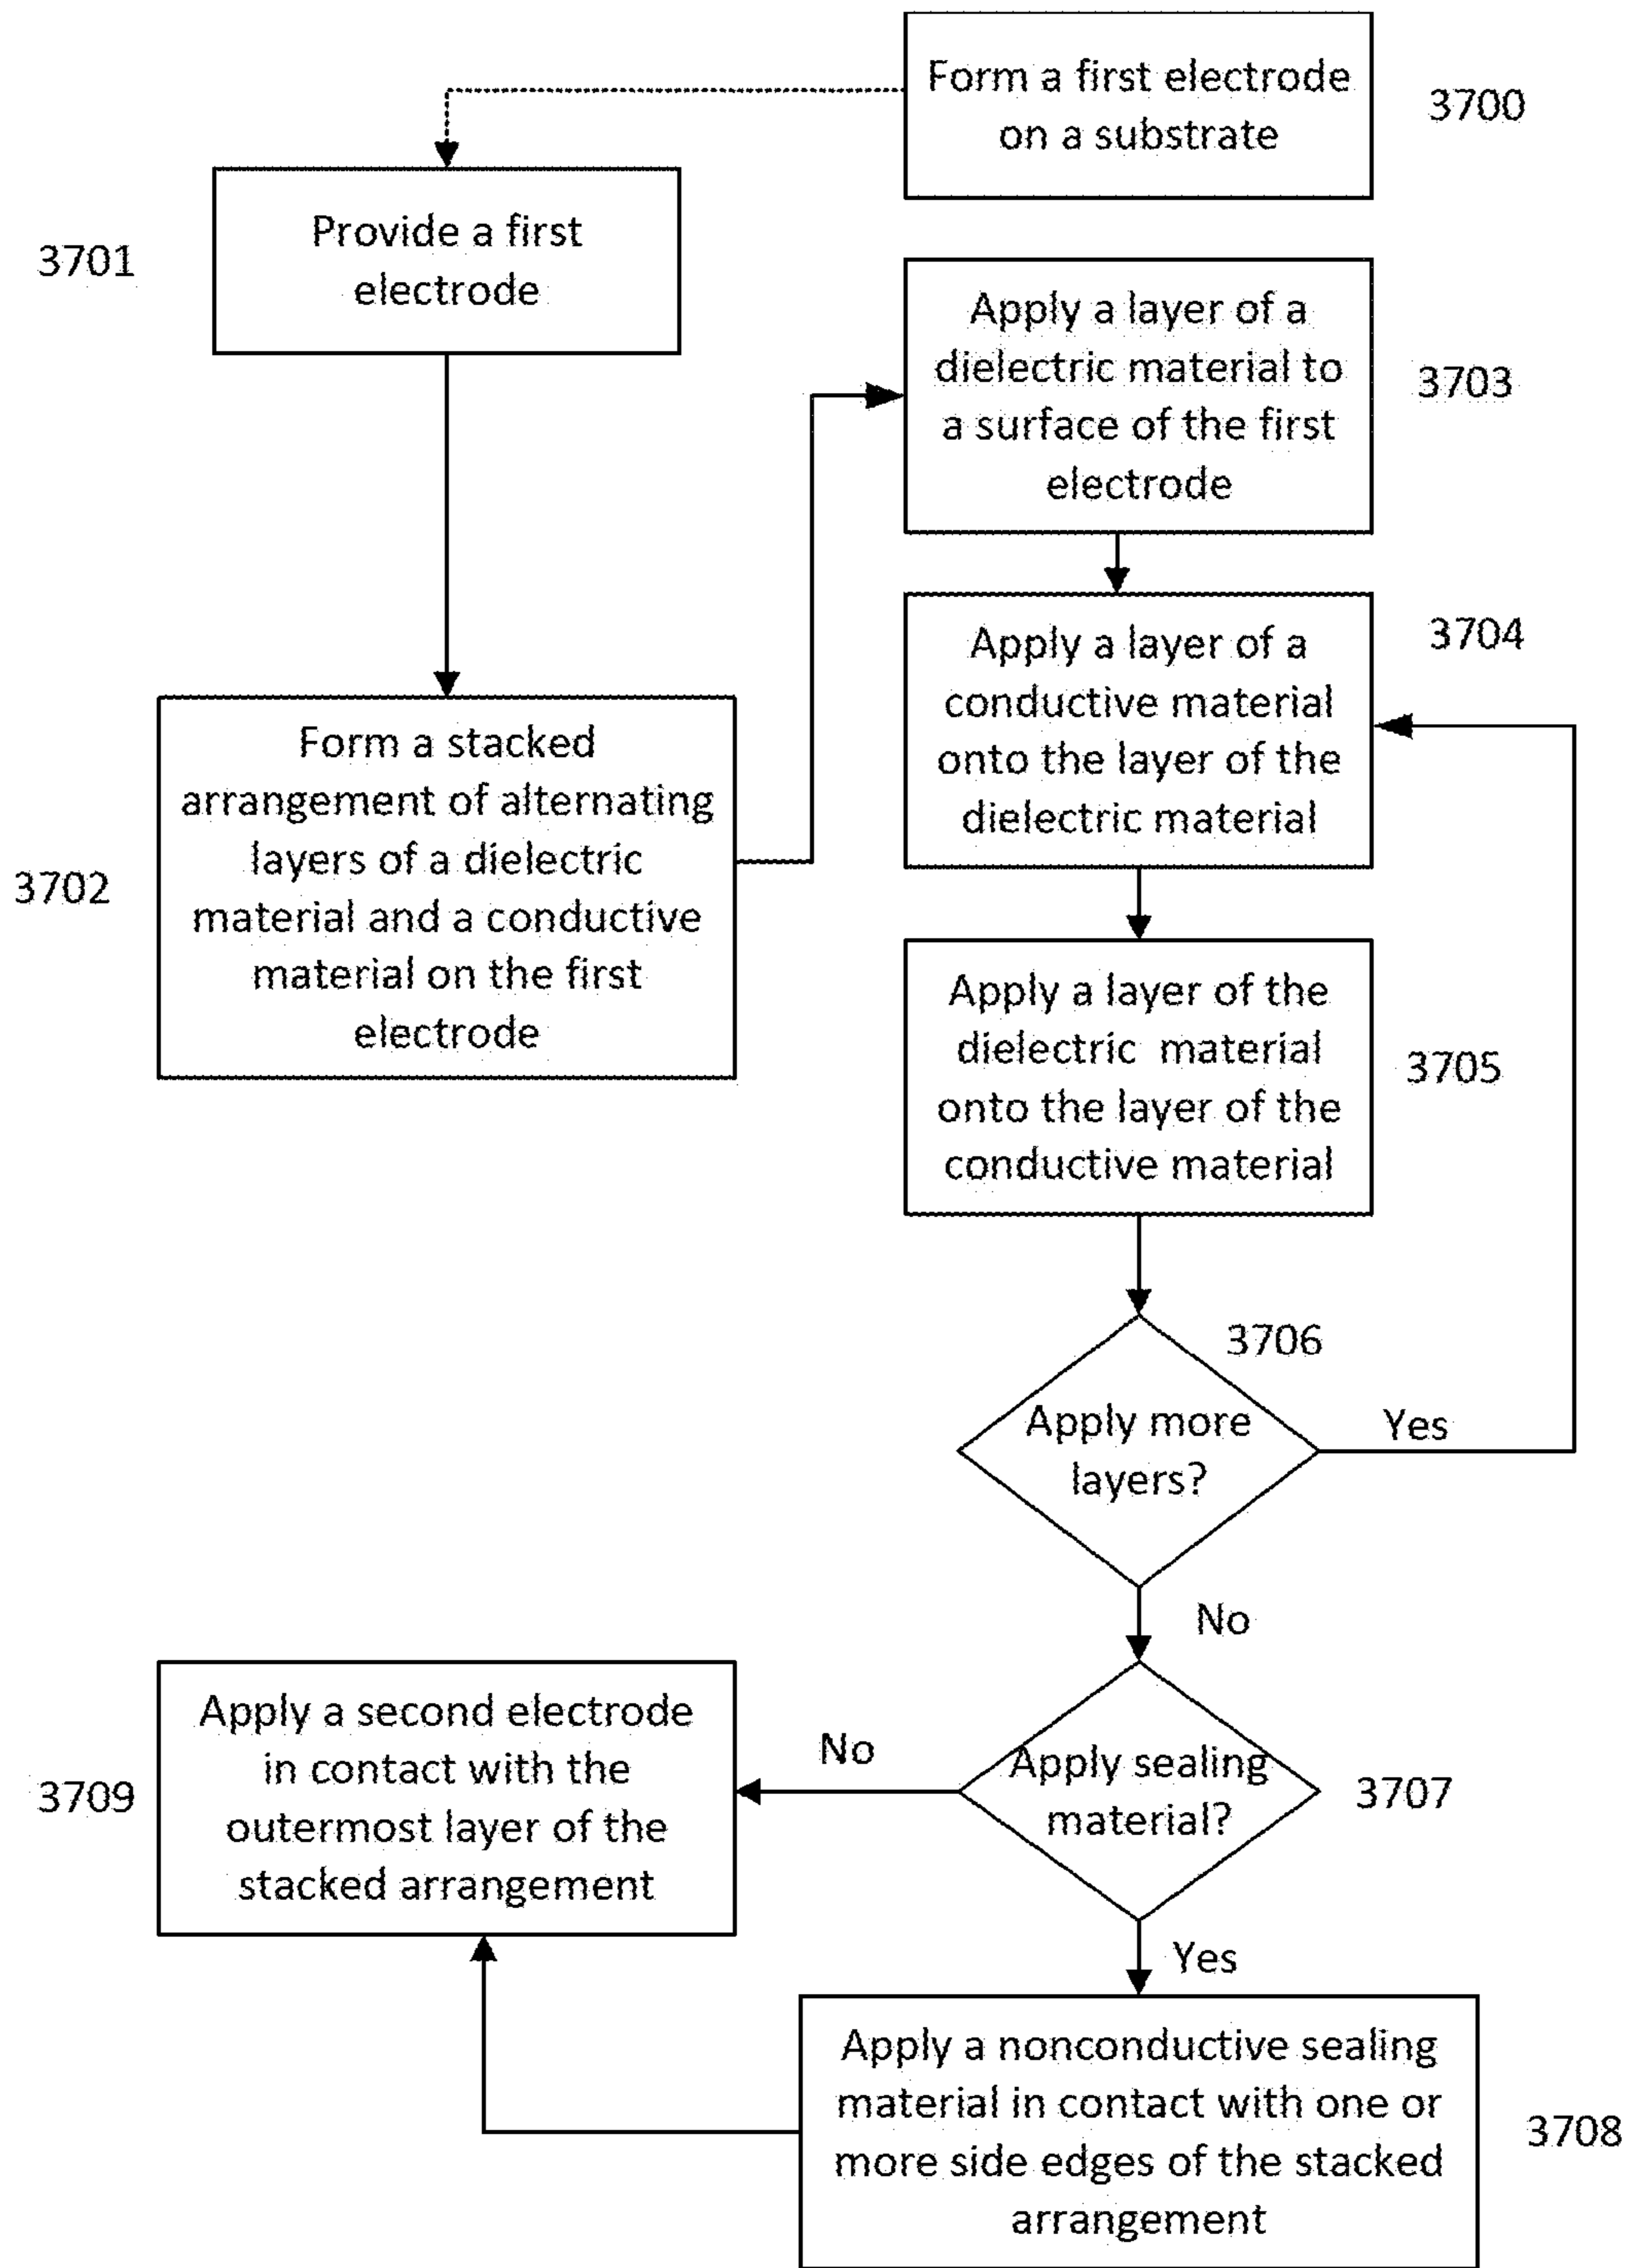 Form a first electrode
on a substrate
3700
3701
Provide a first
electrode
Apply a layer of a
dielectric material to
a surface of the first
electrode
3703
Apply a layer of a
conductive material
onto the layer of the
dielectric material
3704
3702
Form a stacked
arrangement of alternating
layers of a dielectric
material and a conductive
material on the first
electrode
Apply a layer of the
dielectric material
onto the layer of the
conductive material
3705
3706
Apply more
layers?
Yes
No
3709
Apply a second electrode
in contact with the
outermost layer of the
stacked arrangement
No
Apply sealing
material?
3707
Yes
Apply a nonconductive sealing
material in contact with one or
more side edges of the stacked
arrangement
3708